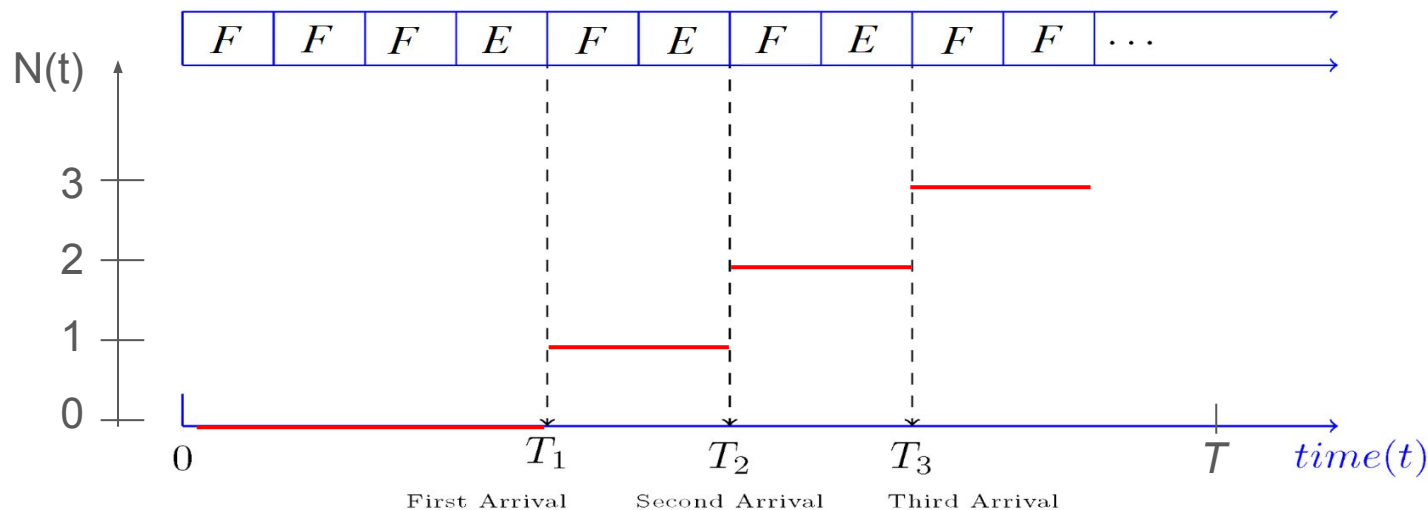 F F F E F E F E F F ...
N(t)
3
2
1
0
0 T₁ T₂ T₃ T time(t)
First Arrival Second Arrival Third Arrival